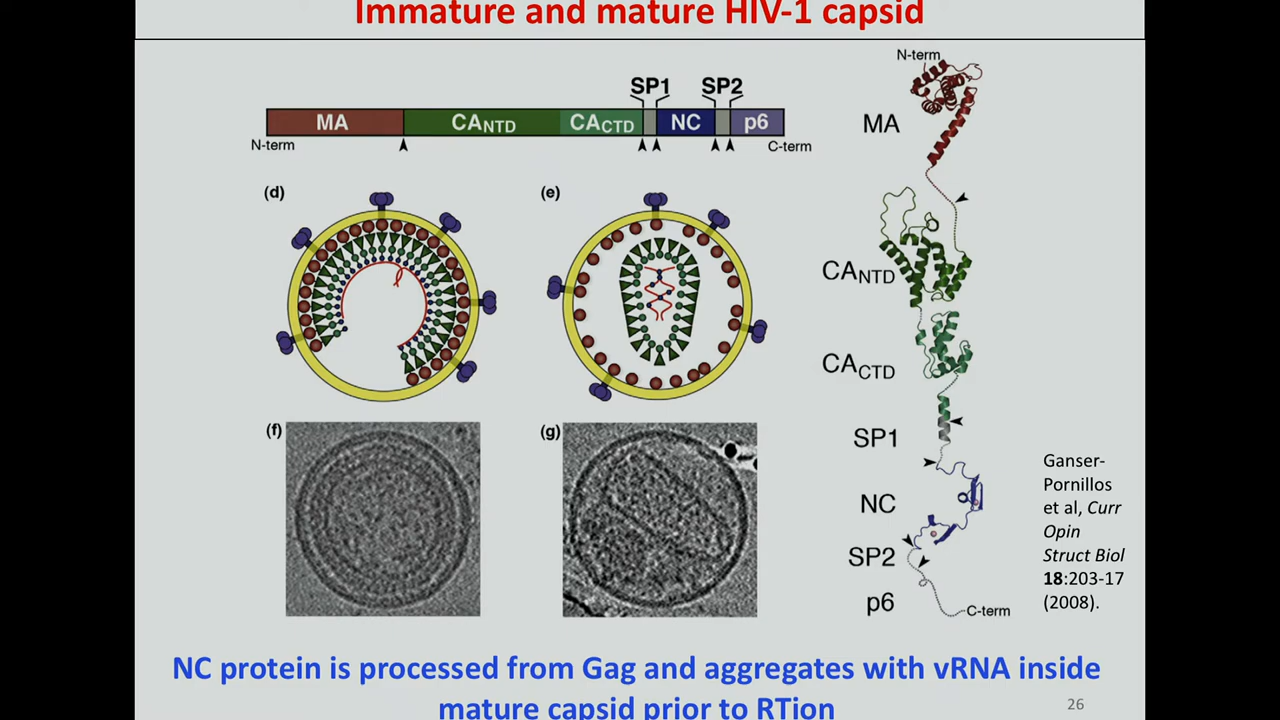 Immature and mature HIV-1 capsid
SP1 SP2
MA CANTD CACTD NC p6
N-term C-term
(d) (e)
(f) (g)
N-term
MA
CANTD
CACTD
SP1
NC
SP2
p6
C-term
Ganser-
Pornillos
et al, Curr
Opin
Struct Biol
18:203-17
(2008).
NC protein is processed from Gag and aggregates with vRNA inside
mature capsid prior to RTion
26